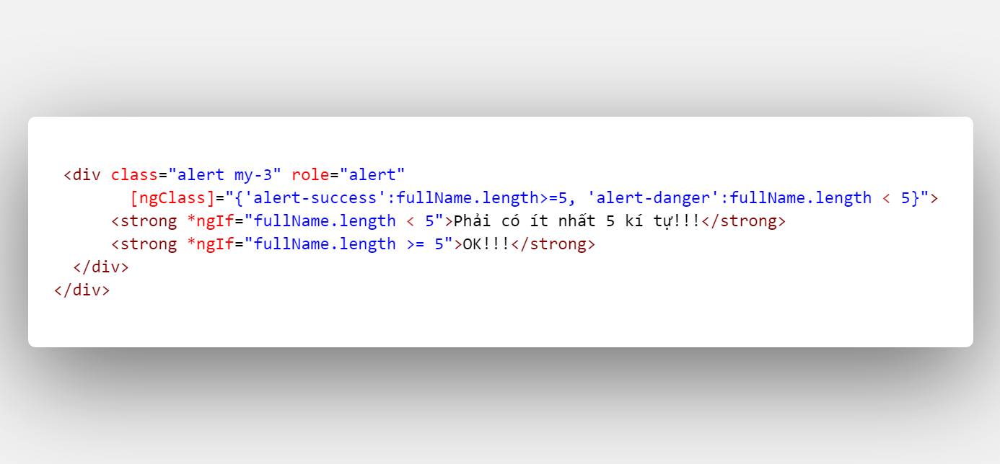 <div class="alert my-3" role="alert"
[ngClass]="{'alert-success':fullName.length>=5, 'alert-danger':fullName.length < 5}">
<strong *ngIf="fullName.length < 5">Phải có ít nhất 5 kí tự!!!</strong>
<strong *ngIf="fullName.length >= 5">OK!!!</strong>
</div>
</div>